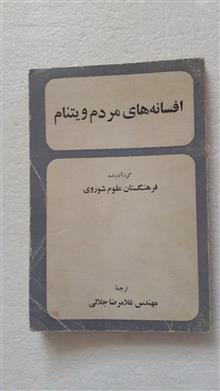 افسانه‌های مردم ویتنام
گردآورنده
فرهنگستان علوم شوروی
ترجمهٔ
مهندس غلامرضا جلالی